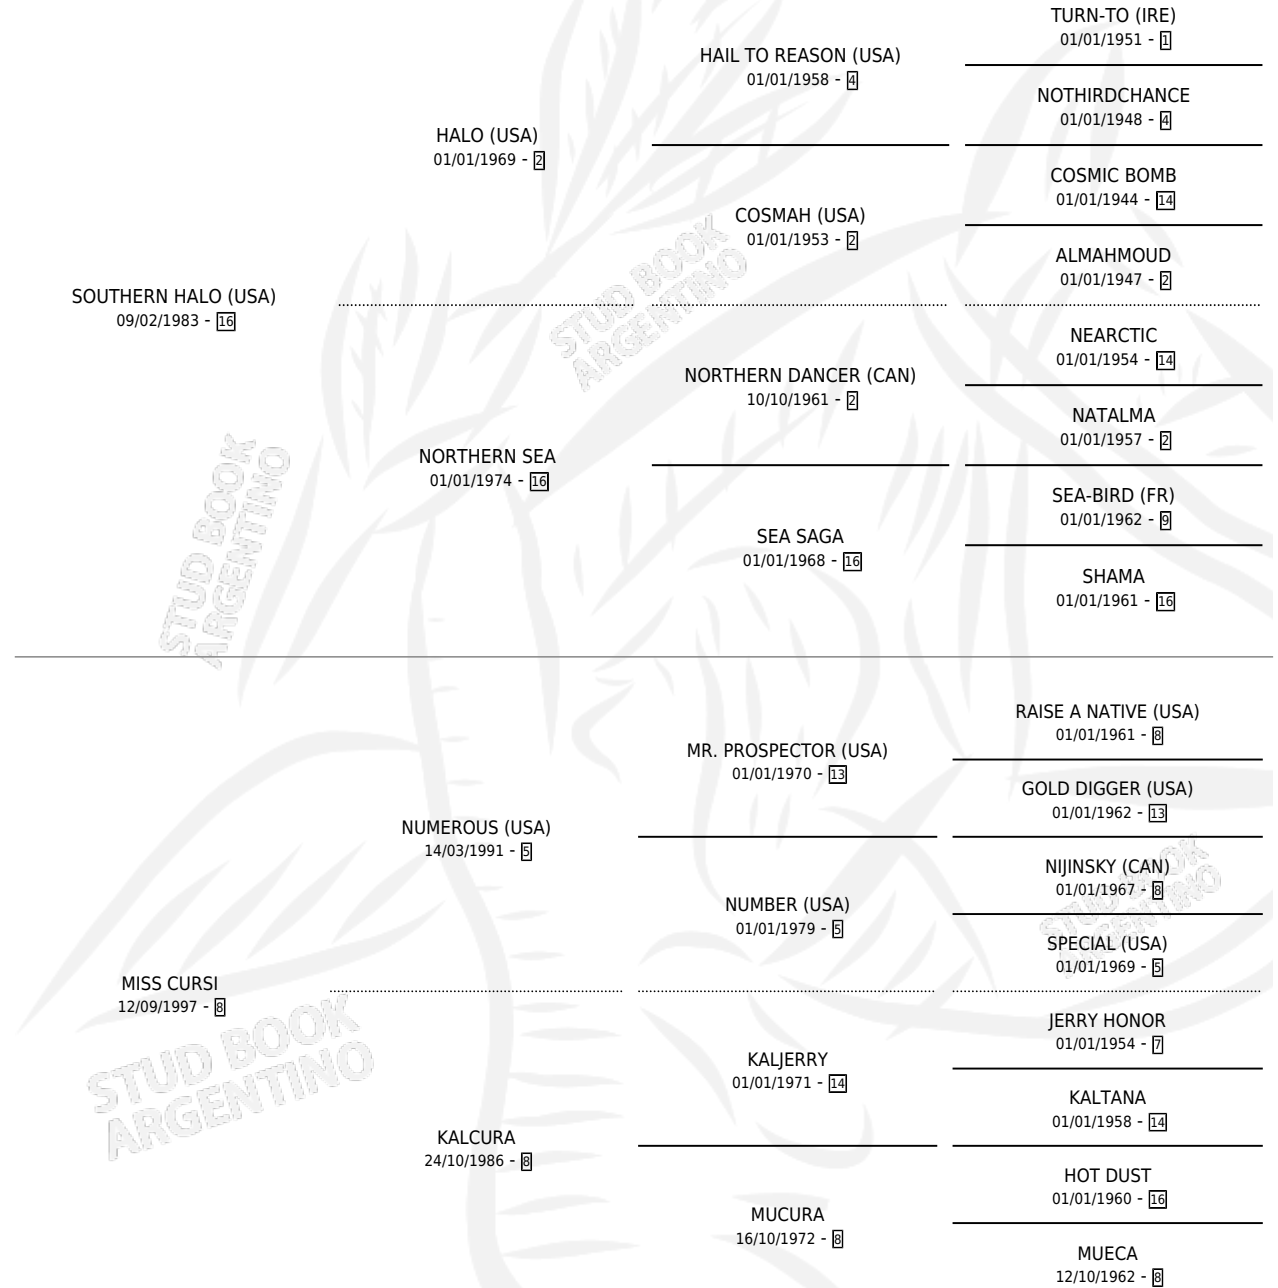 TURN-TO (IRE)
01/01/1951 - 1
HAIL TO REASON (USA)
01/01/1958 - 4
NOTHIRDCHANCE
01/01/1948 - 4
HALO (USA)
01/01/1969 - 2
COSMIC BOMB
01/01/1944 - 14
COSMAH (USA)
01/01/1953 - 2
ALMAHMOUD
01/01/1947 - 2
SOUTHERN HALO (USA)
09/02/1983 - 16
STUD BOOK
ARGENTINO
NEARCTIC
01/01/1954 - 14
NORTHERN DANCER (CAN)
10/10/1961 - 2
NATALMA
01/01/1957 - 2
NORTHERN SEA
01/01/1974 - 16
SEA-BIRD (FR)
01/01/1962 - 9
SEA SAGA
01/01/1968 - 16
SHAMA
01/01/1961 - 16
STUD BOOK
ARGENTINO
RAISE A NATIVE (USA)
01/01/1961 - 8
MR. PROSPECTOR (USA)
01/01/1970 - 13
GOLD DIGGER (USA)
01/01/1962 - 13
NUMEROUS (USA)
14/03/1991 - 5
NIJINSKY (CAN)
01/01/1967 - 8
NUMBER (USA)
01/01/1979 - 5
STUD BOOK
ARGENTINO
SPECIAL (USA)
01/01/1969 - 5
MISS CURSI
12/09/1997 - 8
STUD BOOK
ARGENTINO
JERRY HONOR
01/01/1954 - 7
KALJERRY
01/01/1971 - 14
KALTANA
01/01/1958 - 14
KALCURA
24/10/1986 - 8
HOT DUST
01/01/1960 - 16
MUCURA
16/10/1972 - 8
MUECA
12/10/1962 - 8